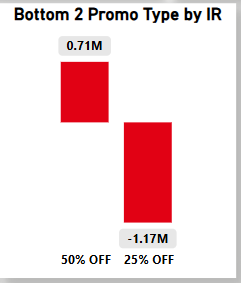 Bottom 2 Promo Type by IR
0.71M
-1.17M
50% OFF 25% OFF